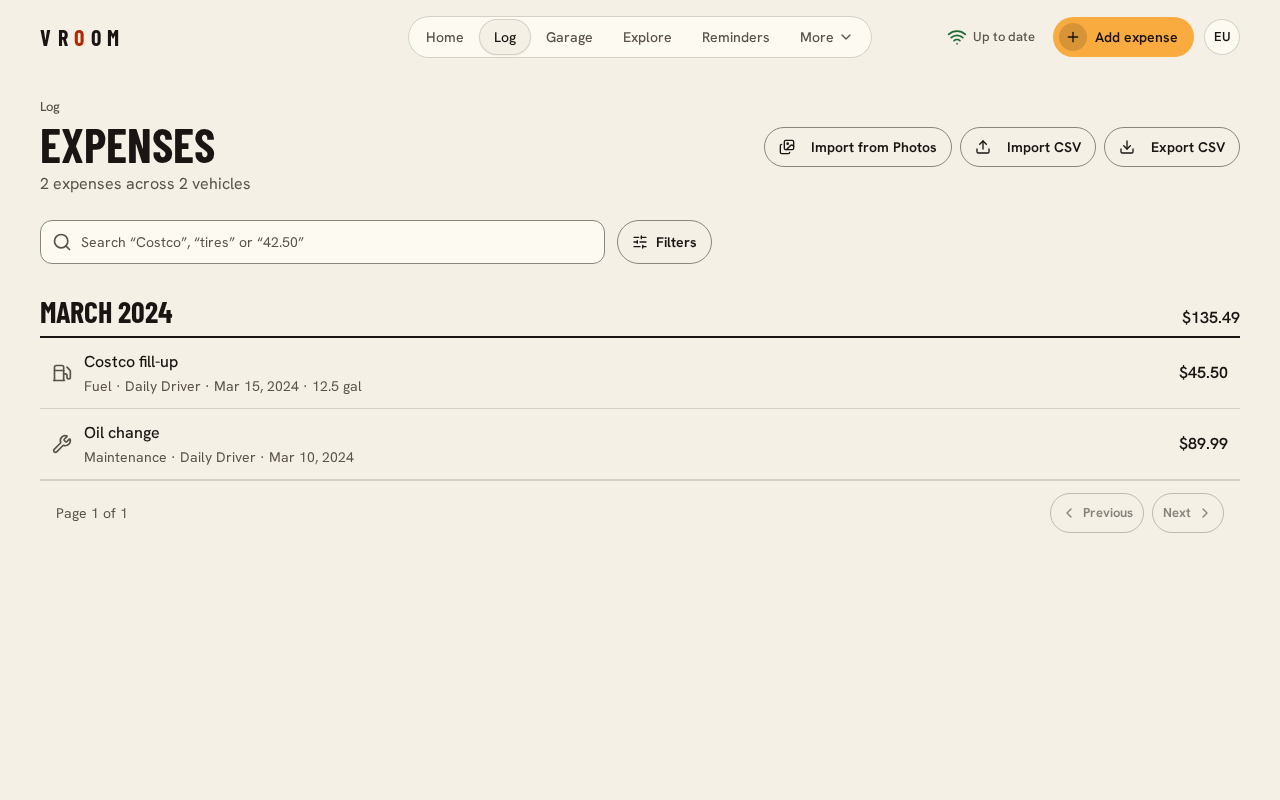 VROOM
Home
Log
Garage
Explore
Reminders
More
Up to date
Add expense
EU
Log
EXPENSES
2 expenses across 2 vehicles
Import from Photos
Import CSV
Export CSV
Search “Costco”, “tires” or “42.50”
Filters
MARCH 2024
$135.49
Costco fill-up
Fuel · Daily Driver · Mar 15, 2024 · 12.5 gal
$45.50
Oil change
Maintenance · Daily Driver · Mar 10, 2024
$89.99
Page 1 of 1
Previous
Next